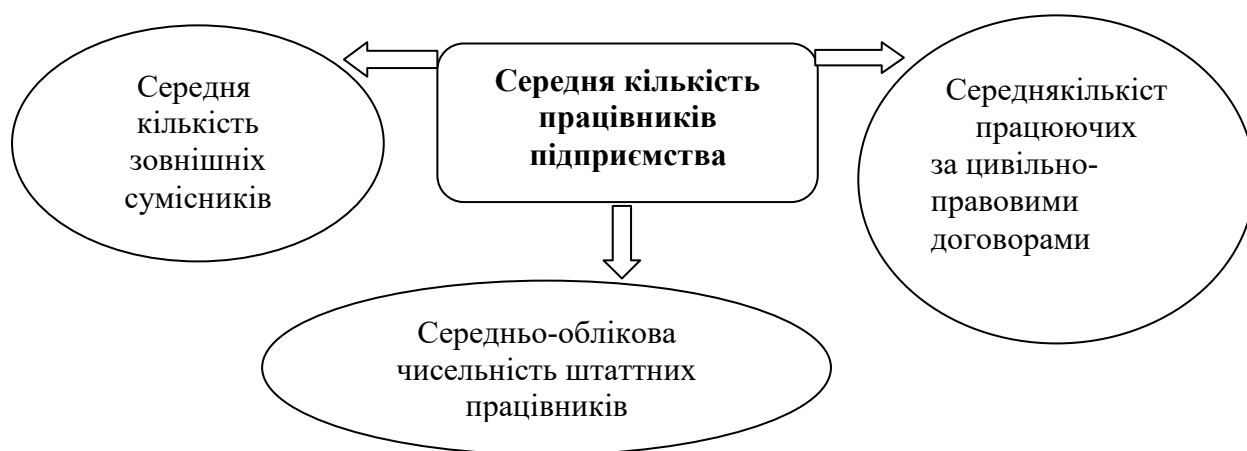 Середня
кількість
зовнішніх
сумісників
Середня кількість
працівників
підприємства
Середнякількіст
працюючих
за цивільно-
правовими
договорами
Середньо-облікова
чисельність штаттних
працівників